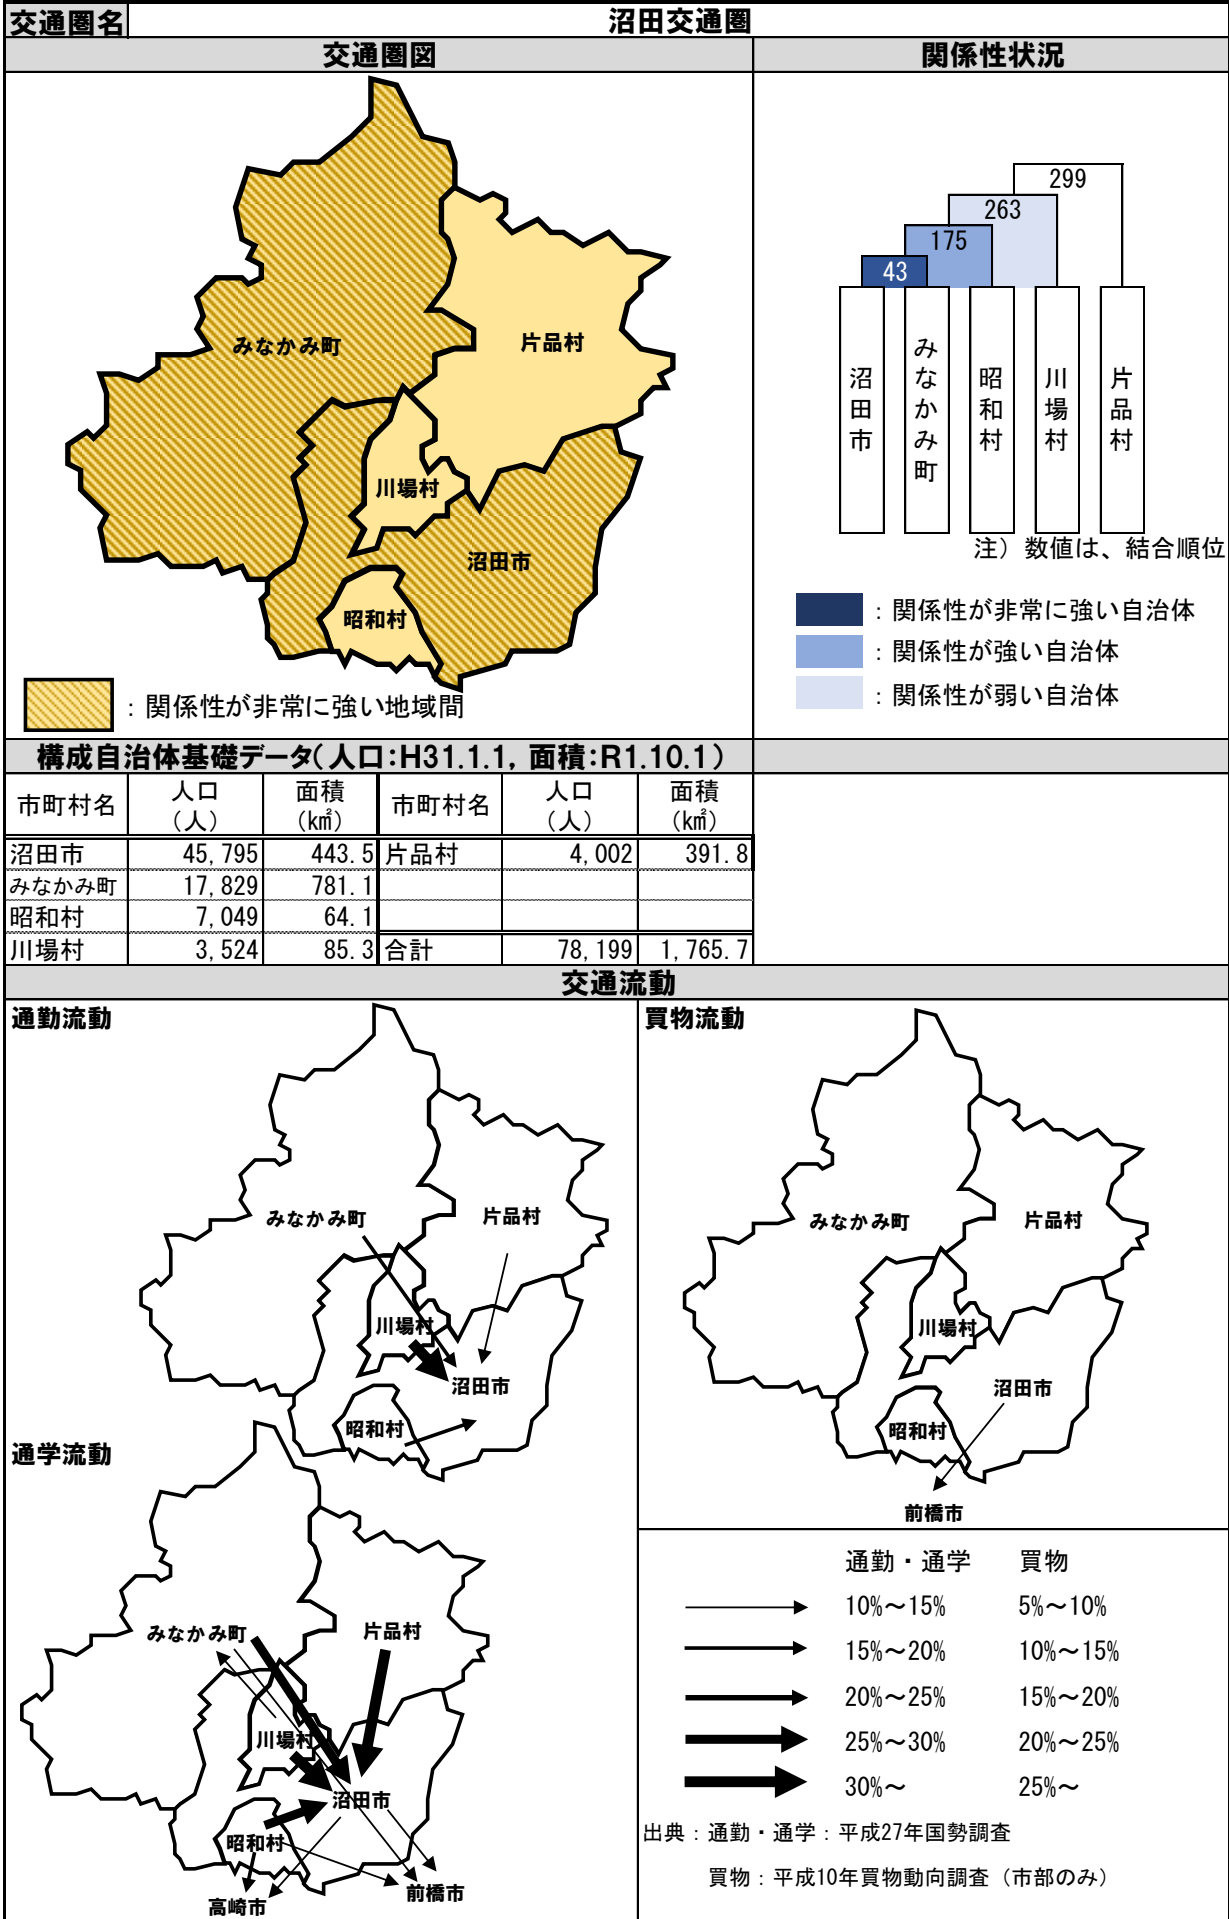 交通圏名
沼田交通圏
交通圏図
関係性状況
みなかみ町
片品村
川場村
沼田市
昭和村
：関係性が非常に強い地域間
299
263
175
43
沼田市
みなかみ町
昭和村
川場村
片品村
注）数値は、結合順位
：関係性が非常に強い自治体
：関係性が強い自治体
：関係性が弱い自治体
構成自治体基礎データ（人口：H31.1.1，面積：R1.10.1）
市町村名 人口（人） 面積（㎢） 市町村名 人口（人） 面積（㎢）
沼田市 45,795 443.5 片品村 4,002 391.8
みなかみ町 17,829 781.1
昭和村 7,049 64.1
川場村 3,524 85.3 合計 78,199 1,765.7
交通流動
通勤流動
みなかみ町
片品村
川場村
沼田市
昭和村
買物流動
みなかみ町
片品村
川場村
沼田市
昭和村
前橋市
通学流動
みなかみ町
片品村
川場村
沼田市
昭和村
前橋市
高崎市
通勤・通学 買物
10%～15% 5%～10%
15%～20% 10%～15%
20%～25% 15%～20%
25%～30% 20%～25%
30%～ 25%～
出典：通勤・通学：平成27年国勢調査
買物：平成10年買物動向調査（市部のみ）